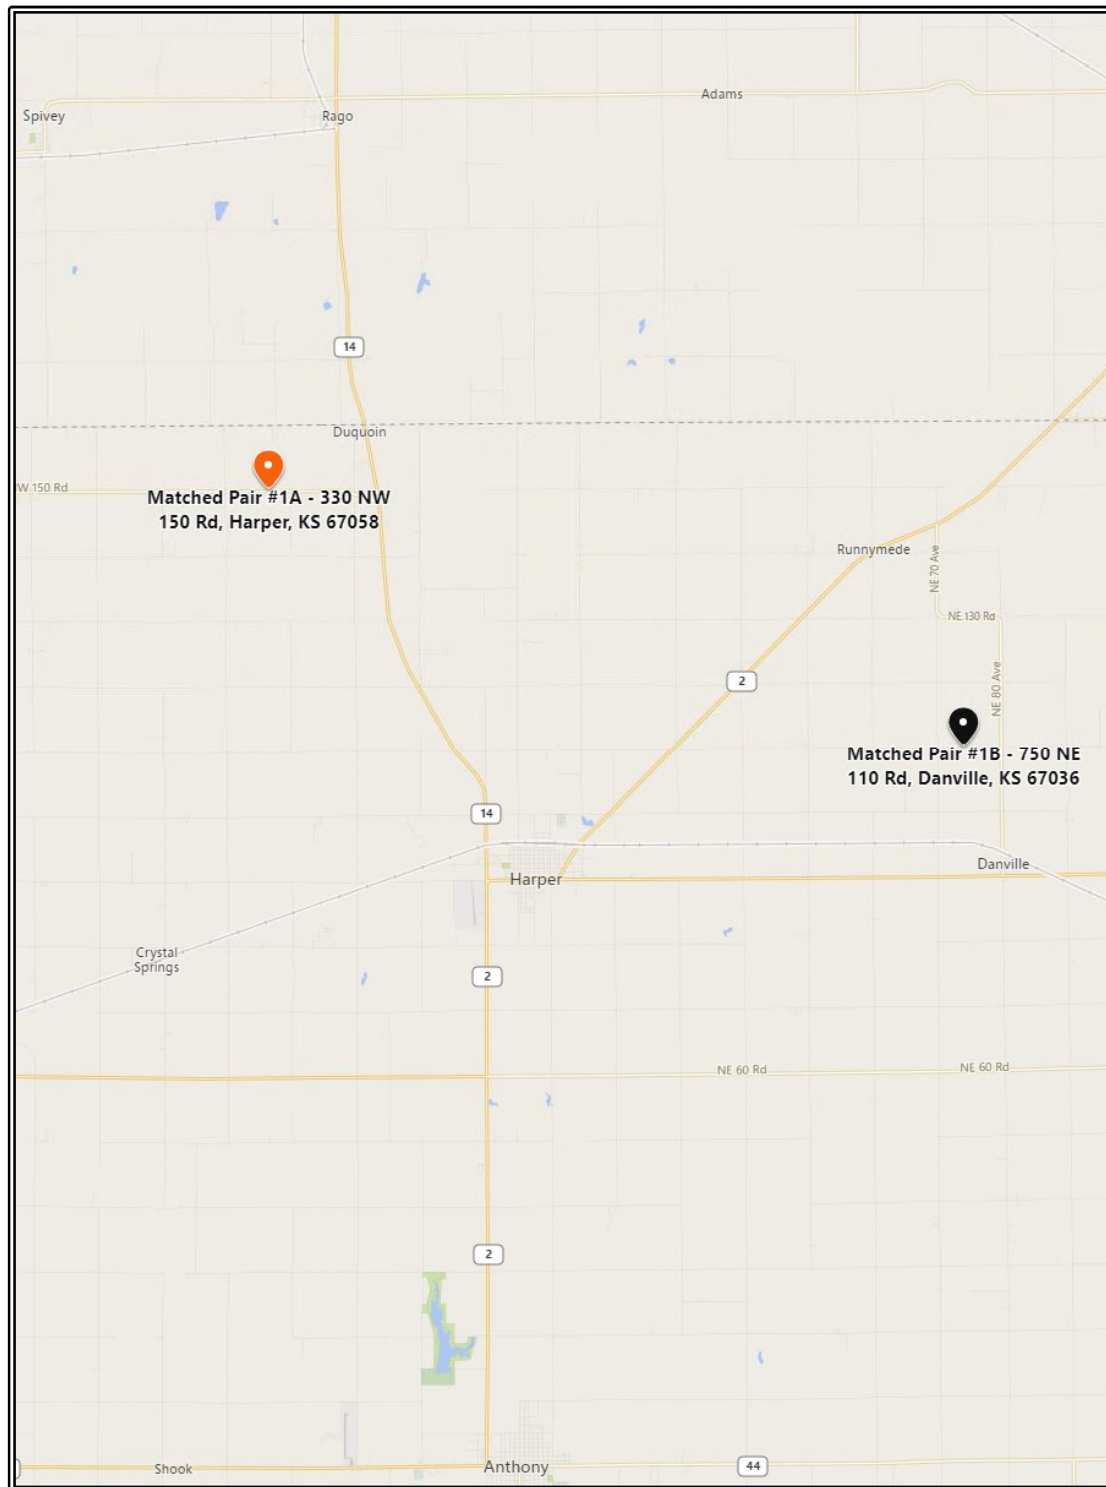 Adams
Spivey
Rago
14
Duquoin
W 150 Rd
Matched Pair #1A - 330 NW
150 Rd, Harper, KS 67058
Runnymede
NE 70 Ave
NE 130 Rd
2
NE 80 Ave
Matched Pair #1B - 750 NE
110 Rd, Danville, KS 67036
14
Danville
Harper
Crystal
Springs
2
NE 60 Rd
NE 60 Rd
2
Shook
Anthony
44